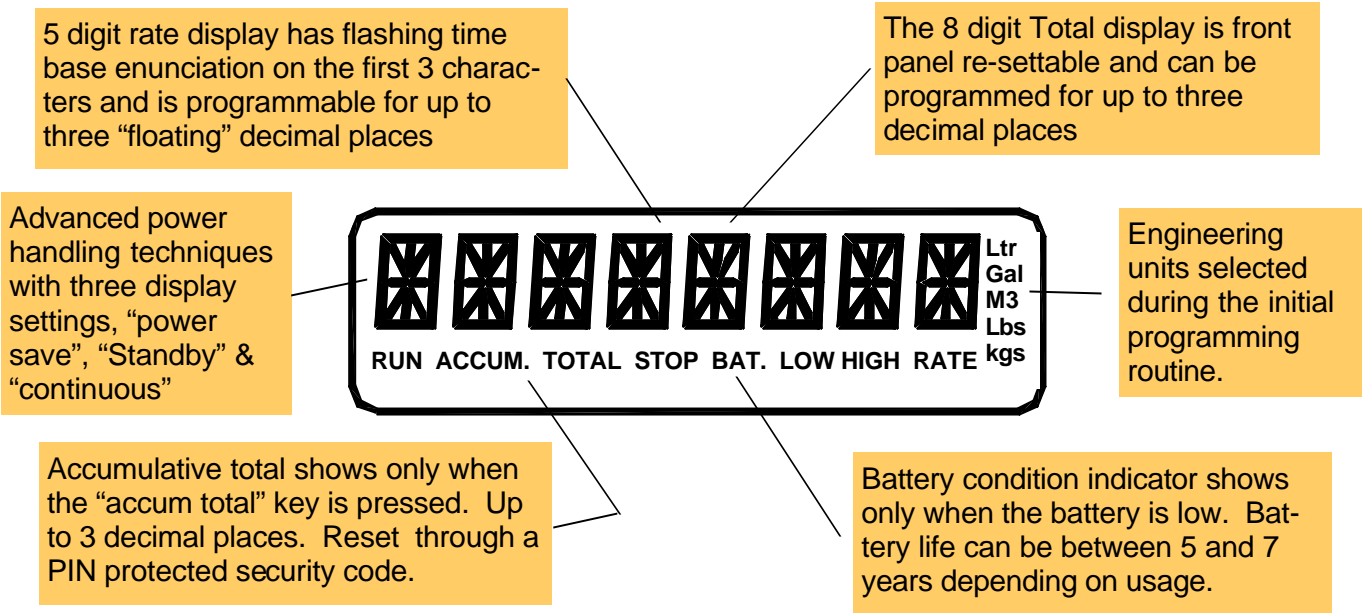 5 digit rate display has flashing time
base enunciation on the first 3 charac-
ters and is programmable for up to
three “floating” decimal places
The 8 digit Total display is front
panel re-settable and can be
programmed for up to three
decimal places
Advanced power
handling techniques
with three display
settings, “power
save”, “Standby” &
“continuous”
Ltr
Gal
M3
Lbs
kgs
RUN ACCUM. TOTAL STOP BAT. LOW HIGH RATE
Engineering
units selected
during the initial
programming
routine.
Accumulative total shows only when
the “accum total” key is pressed. Up
to 3 decimal places. Reset through a
PIN protected security code.
Battery condition indicator shows
only when the battery is low. Bat-
tery life can be between 5 and 7
years depending on usage.